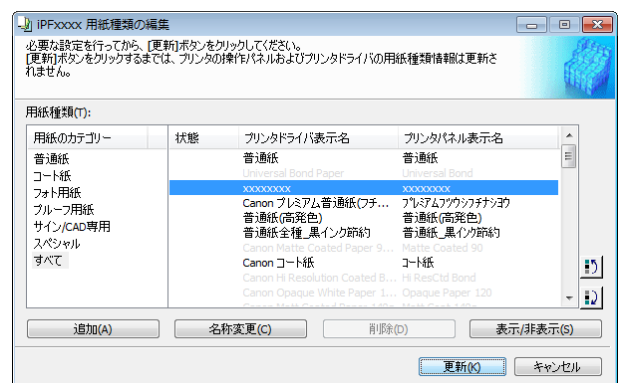 iPFxxxx 用紙種類の編集
必要な設定を行ってから、[更新]ボタンをクリックしてください。
[更新]ボタンをクリックするまでは、プリンタの操作パネルおよびプリンタドライバの用紙種類情報は更新さ
れません。
用紙種類(T):
用紙のカテゴリー 状態 プリンタドライバ表示名 プリンタパネル表示名
普通紙
コート紙
フォト用紙
プルーフ用紙
サイン/CAD専用
スペシャル
すべて
普通紙 普通紙
Universal Bond Paper Universal Bond
xxxxxxxx xxxxxxxx
Canon プレミアム普通紙(フチ... プレミアムフツウシフチナシヨウ
普通紙(高発色) 普通紙(高発色)
普通紙全種_黒インク節約 普通紙_黒インク節約
Canon Matte Coated Paper 9... Matte Coated 90
Canon コート紙 コート紙
Canon Hi Resolution Coated B... Hi ResCtd Bond
Canon Opaque White Paper 1... Opaque Paper 120
追加(A) 名称変更(C) 削除(D) 表示/非表示(S)
更新(K) キャンセル